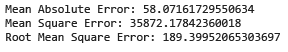 Mean Absolute Error: 58.07161729550634
Mean Square Error: 35872.17842360018
Root Mean Square Error: 189.39952065303697